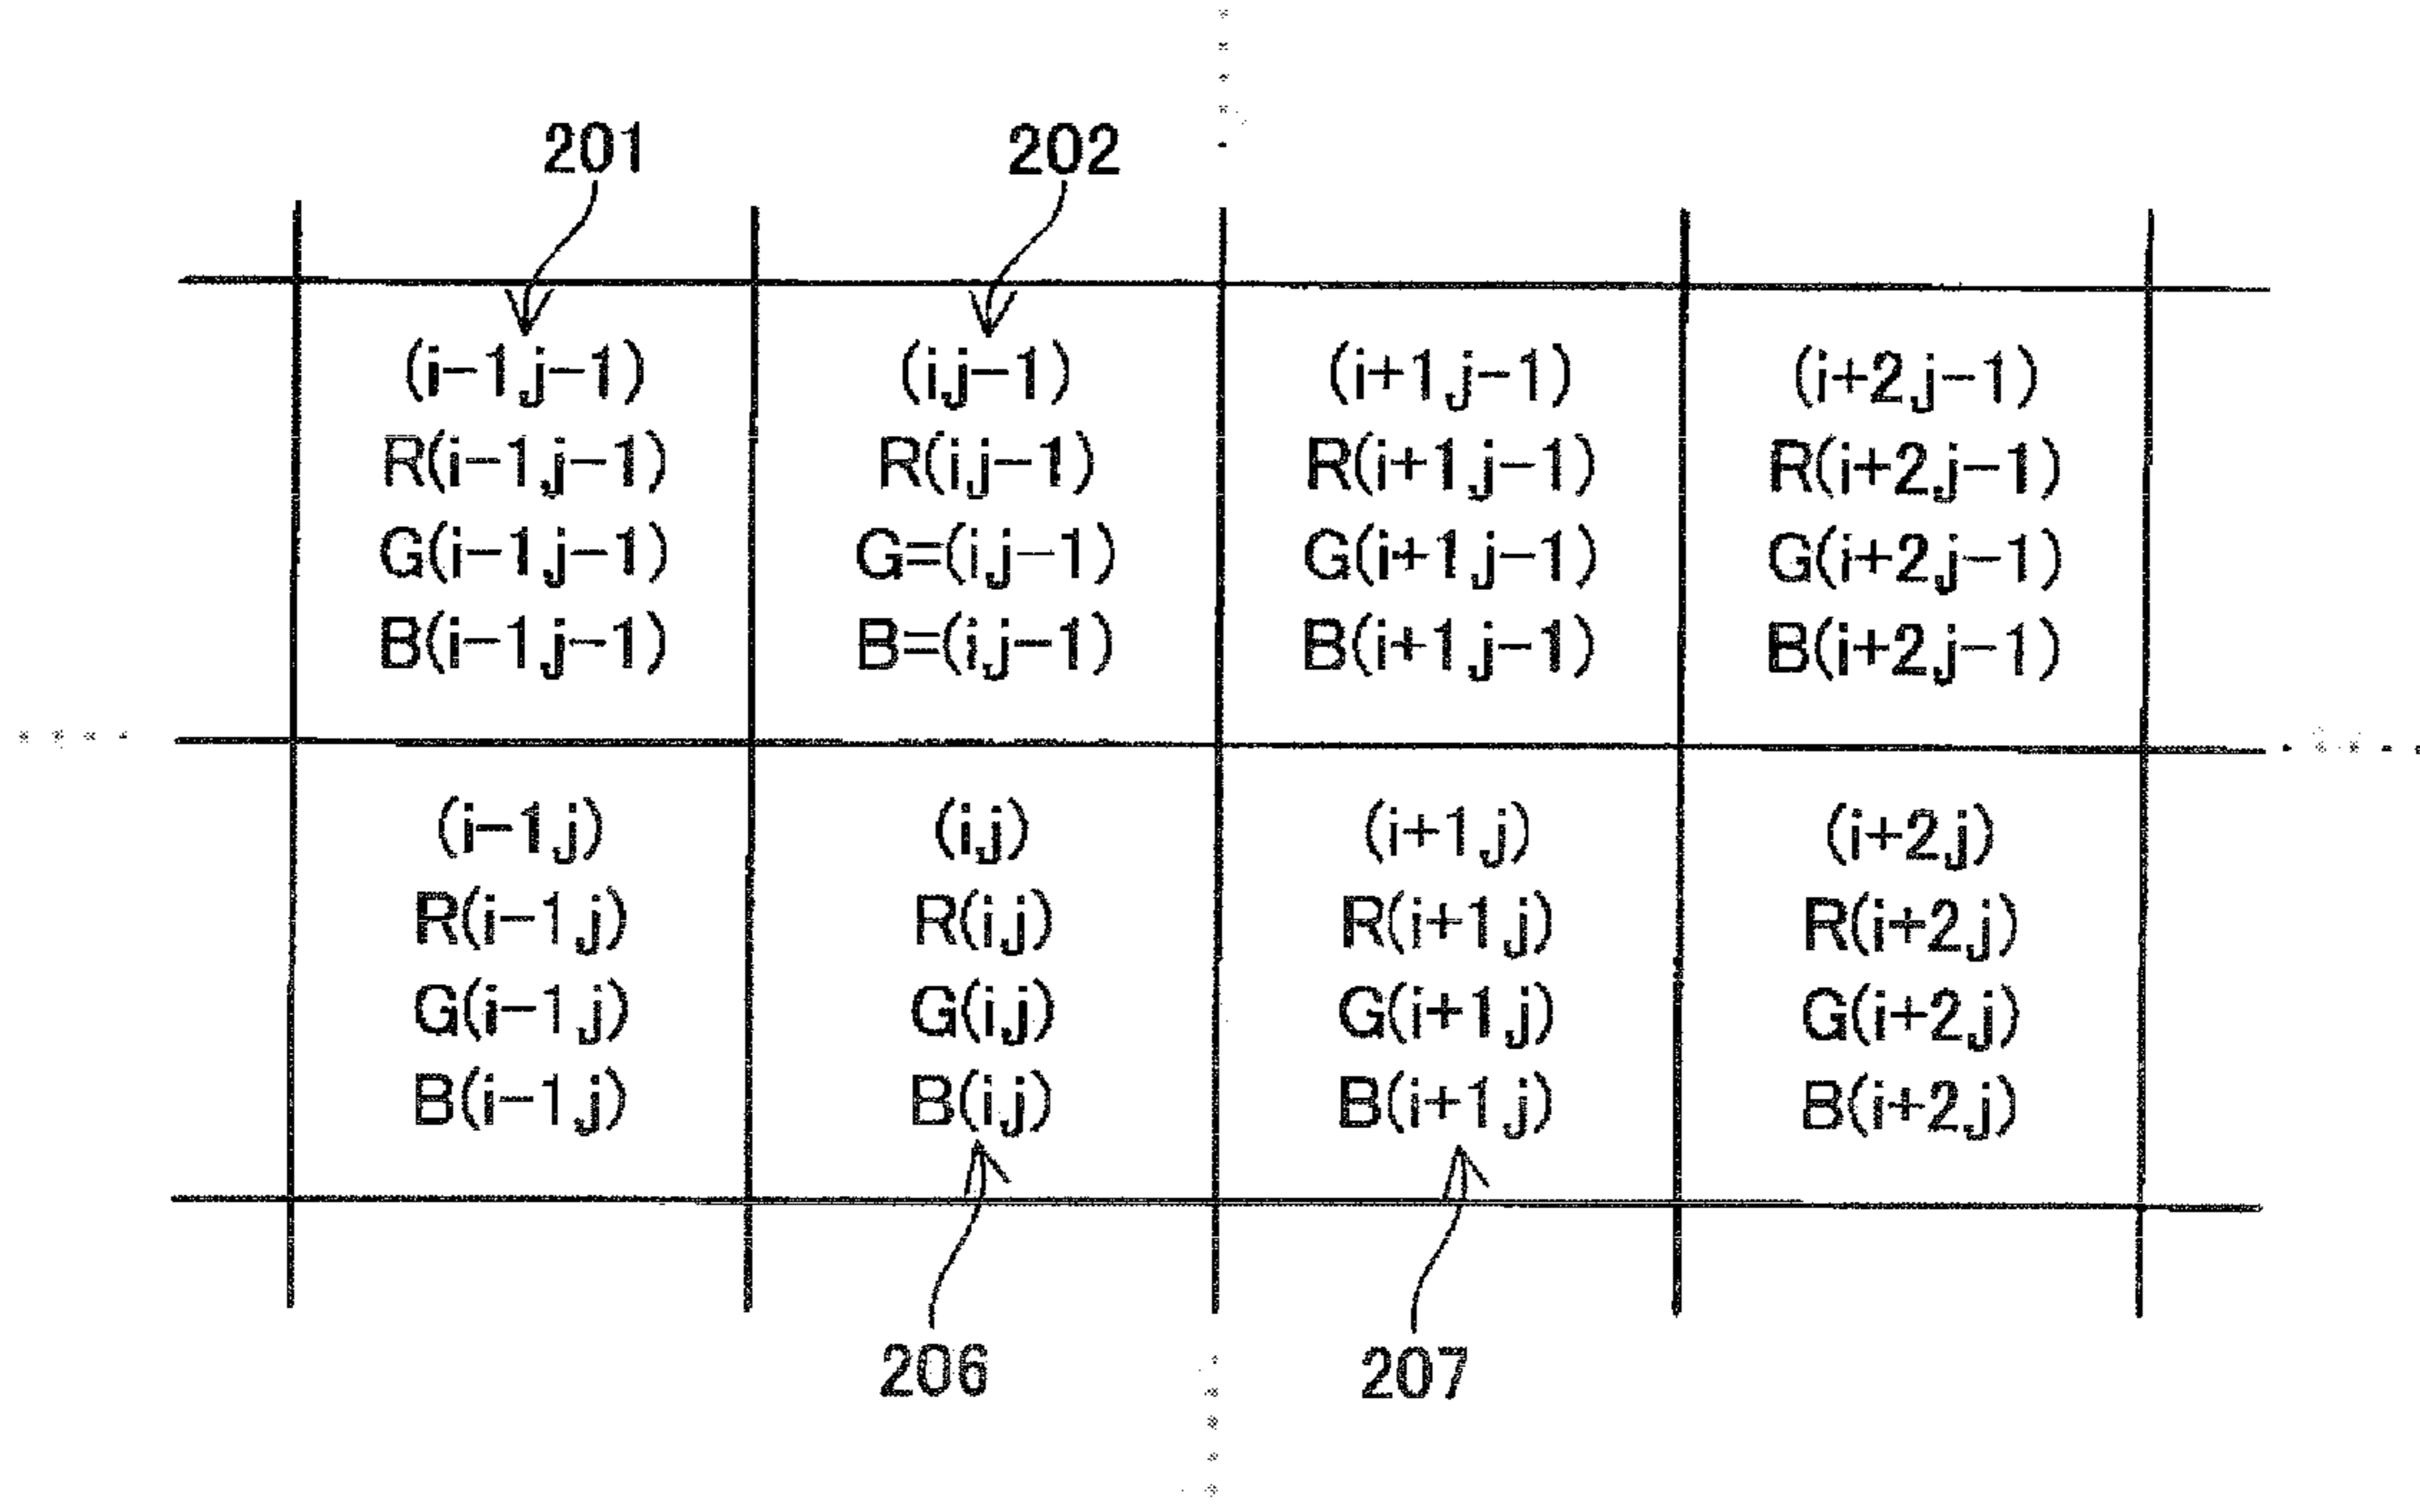 201 202
(i-1,j-1) (i,j-1) (i+1,j-1) (i+2,j-1)
R(i-1,j-1) R(i,j-1) R(i+1,j-1) R(i+2,j-1)
G(i-1,j-1) G=(i,j-1) G(i+1,j-1) G(i+2,j-1)
B(i-1,j-1) B=(i,j-1) B(i+1,j-1) B(i+2,j-1)
(i-1,j) (i,j) (i+1,j) (i+2,j)
R(i-1,j) R(i,j) R(i+1,j) R(i+2,j)
G(i-1,j) G(i,j) G(i+1,j) G(i+2,j)
B(i-1,j) B(i,j) B(i+1,j) B(i+2,j)
206 207